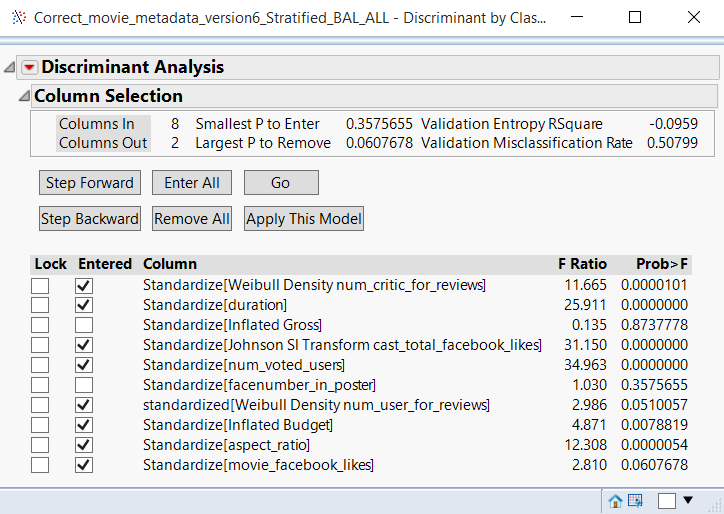 Correct_movie_metadata_version6_Stratified_BAL_ALL - Discriminant by Clas...
Discriminant Analysis
Column Selection
Columns In 8 Smallest P to Enter 0.3575655 Validation Entropy RSquare -0.0959
Columns Out 2 Largest P to Remove 0.0607678 Validation Misclassification Rate 0.50799
Step Forward Enter All Go
Step Backward Remove All Apply This Model
Lock Entered Column F Ratio Prob>F
Standardize[Weibull Density num_critic_for_reviews] 11.665 0.0000101
Standardize[duration] 25.911 0.0000000
Standardize[Inflated Gross] 0.135 0.8737778
Standardize[Johnson SI Transform cast_total_facebook_likes] 31.150 0.0000000
Standardize[num_voted_users] 34.963 0.0000000
Standardize[facenumber_in_poster] 1.030 0.3575655
standardized[Weibull Density num_user_for_reviews] 2.986 0.0510057
Standardize[Inflated Budget] 4.871 0.0078819
Standardize[aspect_ratio] 12.308 0.0000054
Standardize[movie_facebook_likes] 2.810 0.0607678